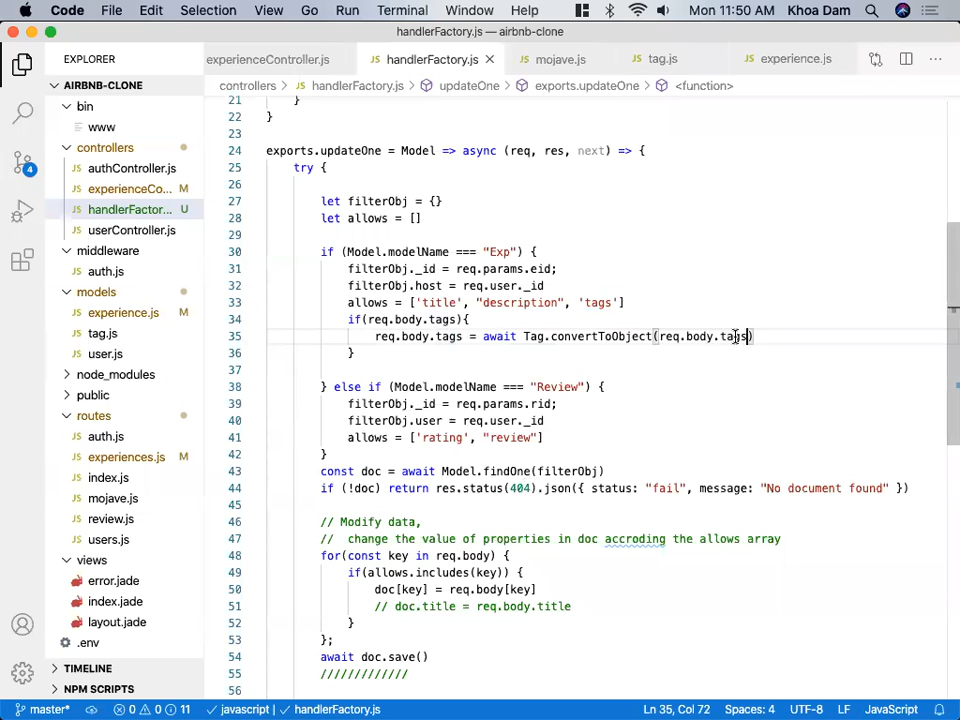 Code File Edit Selection View Go Run Terminal Window Help Mon 11:50 AM Khoa Dam
handlerFactory.js — airbnb-clone
EXPLORER
experienceController.js handlerFactory.js mojave.js tag.js experience.js
controllers > handlerFactory.js > updateOne > exports.updateOne > <function>
AIRBNB-CLONE
bin
www
controllers
authController.js
experienceCo... M
handlerFactor... U
userController.js
middleware
auth.js
models
experience.js M
tag.js
user.js
node_modules
public
routes
auth.js
experiences.js M
index.js
mojave.js
review.js
users.js
views
error.jade
index.jade
layout.jade
.env
TIMELINE
NPM SCRIPTS
4
21 }
22 }
23
24 exports.updateOne = Model => async (req, res, next) => {
25 try {
26
27 let filterObj = {}
28 let allows = []
29
30 if (Model.modelName === "Exp") {
31 filterObj._id = req.params.eid;
32 filterObj.host = req.user._id
33 allows = ['title', "description", 'tags']
34 if(req.body.tags){
35 req.body.tags = await Tag.convertToObject(req.body.tags)
36 }
37
38 } else if (Model.modelName === "Review") {
39 filterObj._id = req.params.rid;
40 filterObj.user = req.user._id
41 allows = ['rating', "review"]
42 }
43 const doc = await Model.findOne(filterObj)
44 if (!doc) return res.status(404).json({ status: "fail", message: "No document found" })
45
46 // Modify data,
47 // change the value of properties in doc accroding the allows array
48 for(const key in req.body) {
49 if(allows.includes(key)) {
50 doc[key] = req.body[key]
51 // doc.title = req.body.title
52 }
53 };
54 await doc.save()
55 /////////////
56
master* 0 0 11 javascript | handlerFactory.js Ln 35, Col 72 Spaces: 4 UTF-8 LF JavaScript